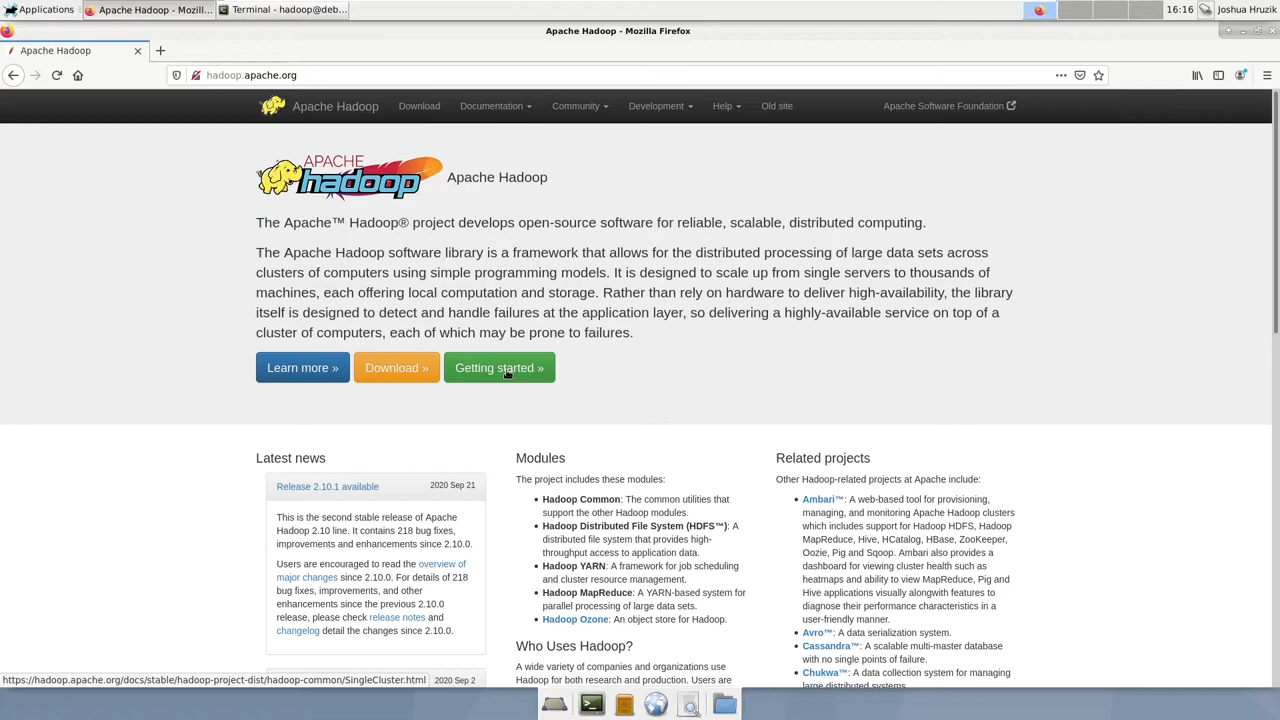 Applications
Apache Hadoop - Mozill...
Terminal - hadoop@deb...
16:16
Joshua Hruzik
Apache Hadoop - Mozilla Firefox
Apache Hadoop
hadoop.apache.org
Apache Hadoop
Download
Documentation
Community
Development
Help
Old site
Apache Software Foundation
APACHE
hadoop
Apache Hadoop
The Apache™ Hadoop® project develops open-source software for reliable, scalable, distributed computing.
The Apache Hadoop software library is a framework that allows for the distributed processing of large data sets across
clusters of computers using simple programming models. It is designed to scale up from single servers to thousands of
machines, each offering local computation and storage. Rather than rely on hardware to deliver high-availability, the library
itself is designed to detect and handle failures at the application layer, so delivering a highly-available service on top of a
cluster of computers, each of which may be prone to failures.
Learn more »
Download »
Getting started »
Latest news
Release 2.10.1 available
2020 Sep 21
This is the second stable release of Apache
Hadoop 2.10 line. It contains 218 bug fixes,
improvements and enhancements since 2.10.0.
Users are encouraged to read the overview of
major changes since 2.10.0. For details of 218
bug fixes, improvements, and other
enhancements since the previous 2.10.0
release, please check release notes and
changelog detail the changes since 2.10.0.
2020 Sep 2
Modules
The project includes these modules:
Hadoop Common: The common utilities that
support the other Hadoop modules.
Hadoop Distributed File System (HDFS™): A
distributed file system that provides high-
throughput access to application data.
Hadoop YARN: A framework for job scheduling
and cluster resource management.
Hadoop MapReduce: A YARN-based system for
parallel processing of large data sets.
Hadoop Ozone: An object store for Hadoop.
Who Uses Hadoop?
A wide variety of companies and organizations use
Hadoop for both research and production. Users are
Related projects
Other Hadoop-related projects at Apache include:
Ambari™: A web-based tool for provisioning,
managing, and monitoring Apache Hadoop clusters
which includes support for Hadoop HDFS, Hadoop
MapReduce, Hive, HCatalog, HBase, ZooKeeper,
Oozie, Pig and Sqoop. Ambari also provides a
dashboard for viewing cluster health such as
heatmaps and ability to view MapReduce, Pig and
Hive applications visually alongwith features to
diagnose their performance characteristics in a
user-friendly manner.
Avro™: A data serialization system.
Cassandra™: A scalable multi-master database
with no single points of failure.
Chukwa™: A data collection system for managing
large distributed systems.
https://hadoop.apache.org/docs/stable/hadoop-project-dist/hadoop-common/SingleCluster.html